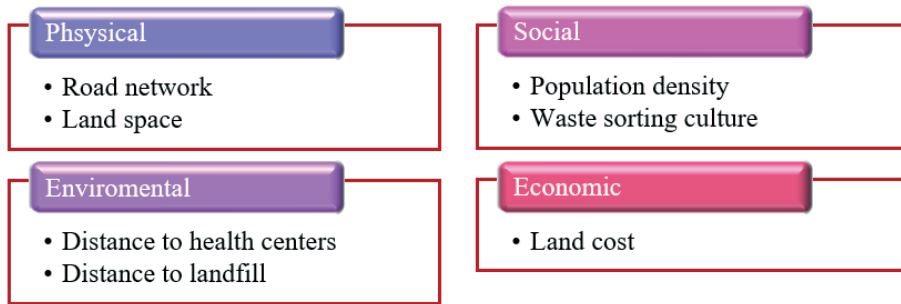 Phsysical
• Road network
• Land space
Social
• Population density
• Waste sorting culture
Enviromental
• Distance to health centers
• Distance to landfill
Economic
• Land cost